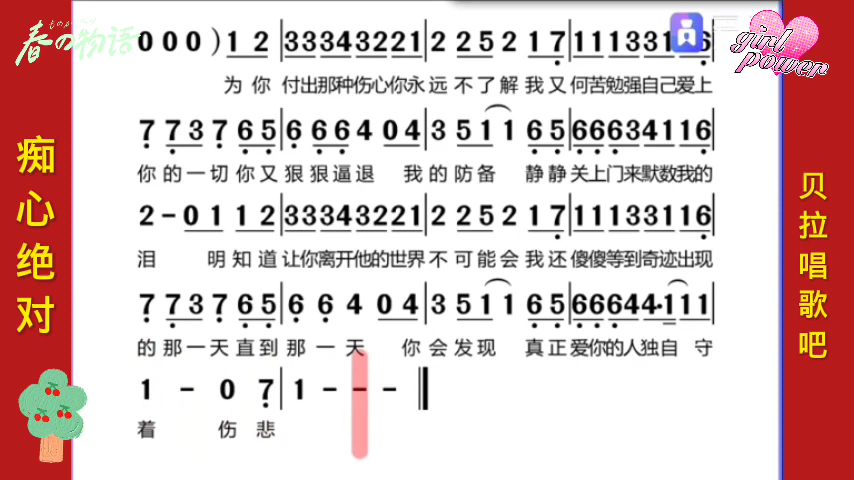 春の物語
ものがたり
girl
power
痴心绝对
贝拉唱歌吧
0 0 0 ) 1 2 | 3 3 3 4 3 2 2 1 | 2 2 5 2 1 7 | 1 1 1 3 3 1 1 6
为你 付出那种伤心你永 远不了解我又 何苦勉强自己爱上
7 7 3 7 6 5 | 6 6 6 4 0 4 | 3 5 1 1 6 5 | 6 6 6 3 4 1 1 6 |
你的一切你又 狠狠逼退 我的防备 静静 关上门来默数我的
2 - 0 1 1 2 | 3 3 3 4 3 2 2 1 | 2 2 5 2 1 7 | 1 1 1 3 3 1 1 6 |
泪 明知道 让你离开他的世界 不可能会我还 傻傻等到奇迹出现
7 7 3 7 6 5 | 6 6 4 0 4 | 3 5 1 1 6 5 | 6 6 6 4 4· 1 1 1 |
的那一天直到 那一天 你会发现 真正 爱你的人独自 守
1 - 0 7 | 1 - - - ‖
着 伤悲